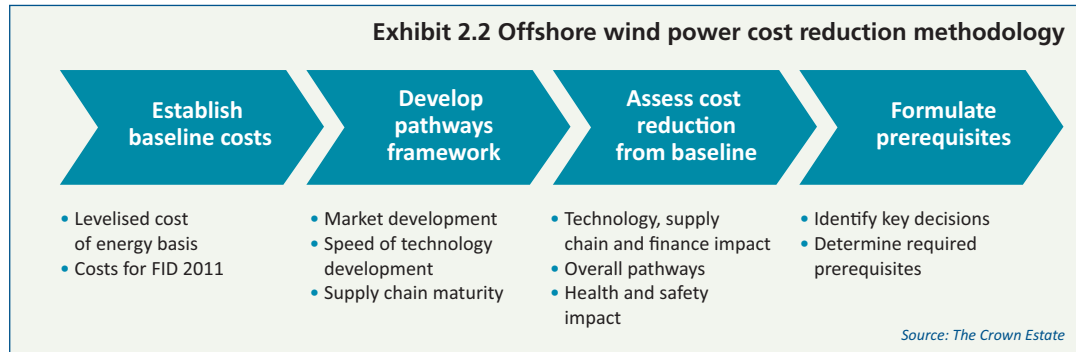 Exhibit 2.2 Offshore wind power cost reduction methodology
Establish
baseline costs
Develop
pathways
framework
Assess cost
reduction
from baseline
Formulate
prerequisites
• Levelised cost
of energy basis
• Costs for FID 2011
• Market development
• Speed of technology
development
• Supply chain maturity
• Technology, supply
chain and finance impact
• Overall pathways
• Health and safety
impact
• Identify key decisions
• Determine required
prerequisites
Source: The Crown Estate